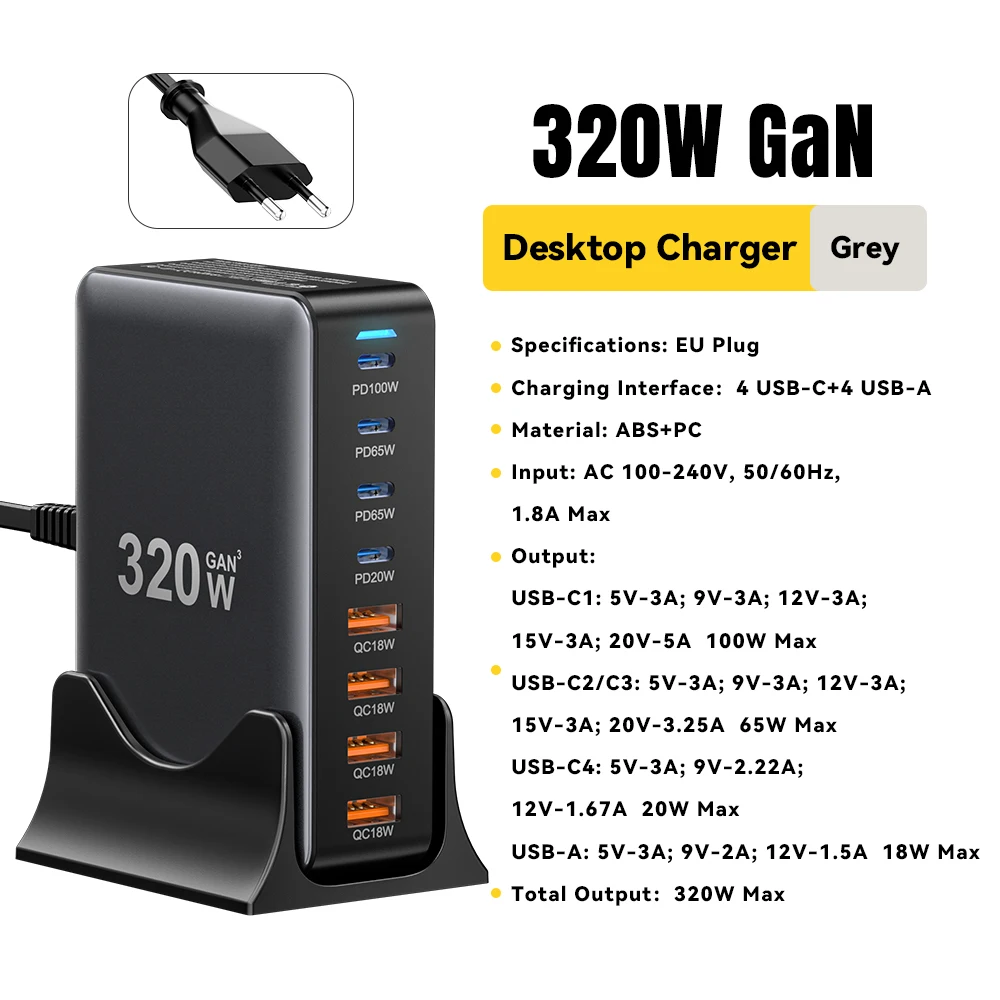 320W GaN
Desktop Charger Grey
Specifications: EU Plug
Charging Interface: 4 USB-C+4 USB-A
Material: ABS+PC
Input: AC 100-240V, 50/60Hz,
1.8A Max
Output:
USB-C1: 5V-3A; 9V-3A; 12V-3A;
15V-3A; 20V-5A 100W Max
USB-C2/C3: 5V-3A; 9V-3A; 12V-3A;
15V-3A; 20V-3.25A 65W Max
USB-C4: 5V-3A; 9V-2.22A;
12V-1.67A 20W Max
USB-A: 5V-3A; 9V-2A; 12V-1.5A 18W Max
Total Output: 320W Max
PD100W
PD65W
PD65W
PD20W
QC18W
QC18W
QC18W
QC18W
320W GAN³